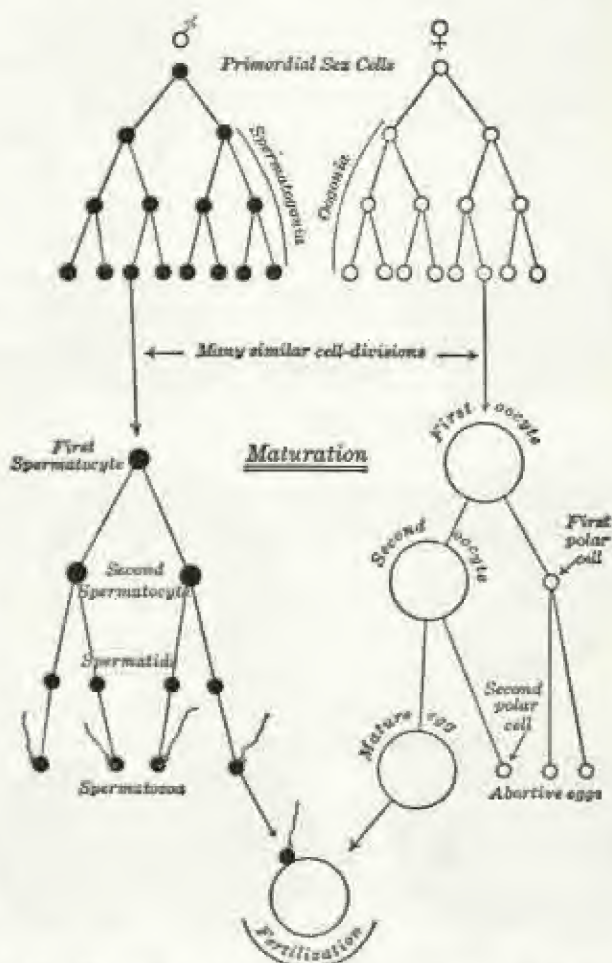 ♂ ♀
Primordial Sex Cells
Spermatogonia
Oogonia
Many similar cell-divisions
First
Spermatocyte
Maturation
First oocyte
Second oocyte
First
polar
cell
Second
Spermatocyte
Spermatids
Second
polar
cell
Mature egg
Spermatozoa
Abortive eggs
Fertilization